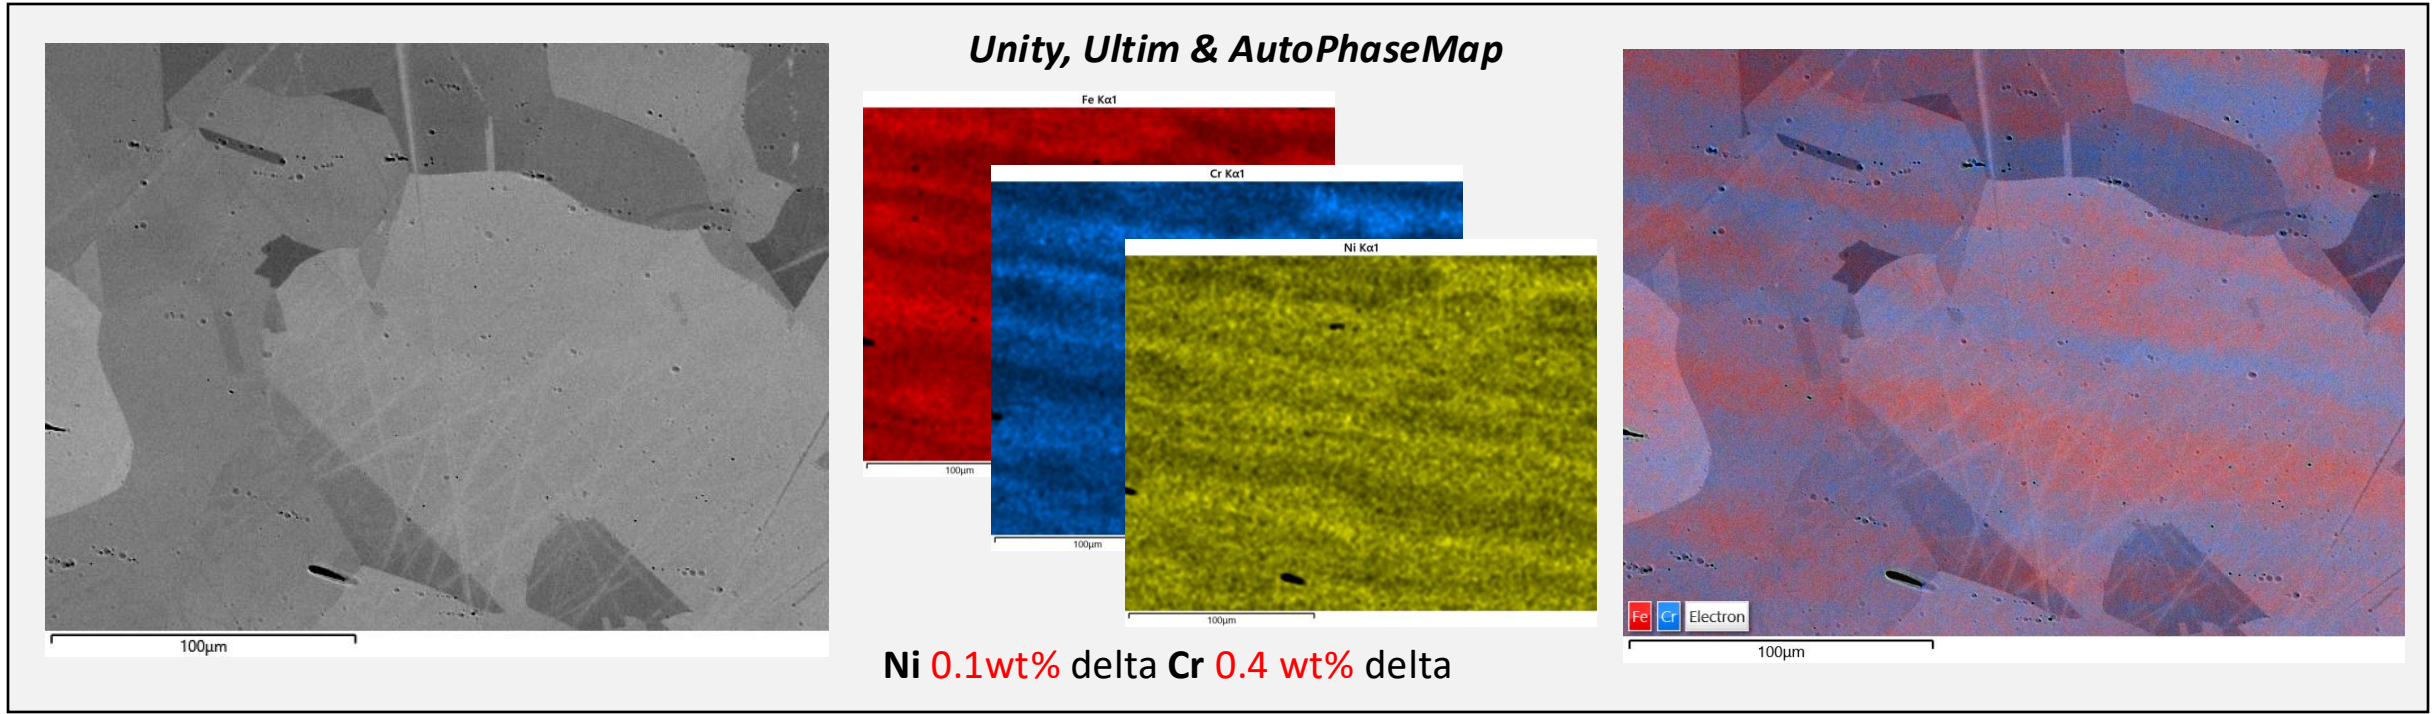 Unity, Ultim & AutoPhaseMap
Fe Kα1
100µm
Cr Kα1
100µm
Ni Kα1
100µm
100µm
Fe Cr Electron
100µm
Ni 0.1wt% delta Cr 0.4 wt% delta